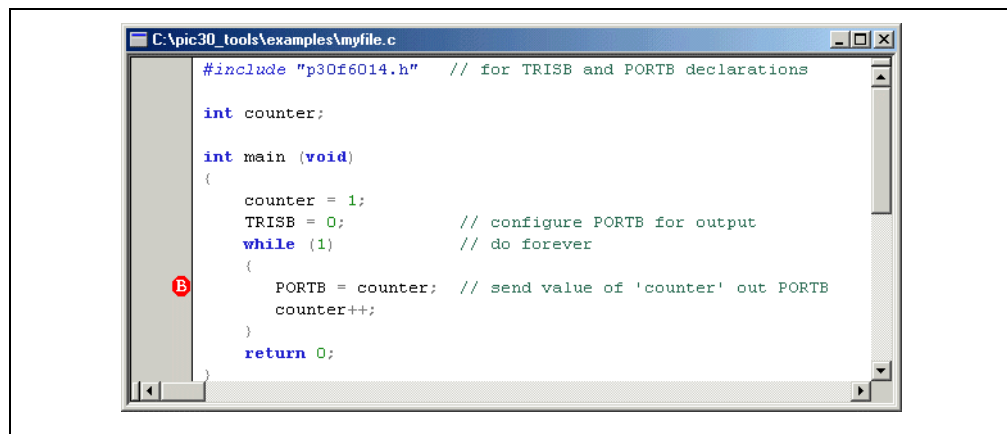 C:\pic30_tools\examples\myfile.c
#include "p30f6014.h"   // for TRISB and PORTB declarations
int counter;
int main (void)
{
    counter = 1;
    TRISB = 0;              // configure PORTB for output
    while (1)               // do forever
    {
B       PORTB = counter;  // send value of 'counter' out PORTB
        counter++;
    }
    return 0;
}